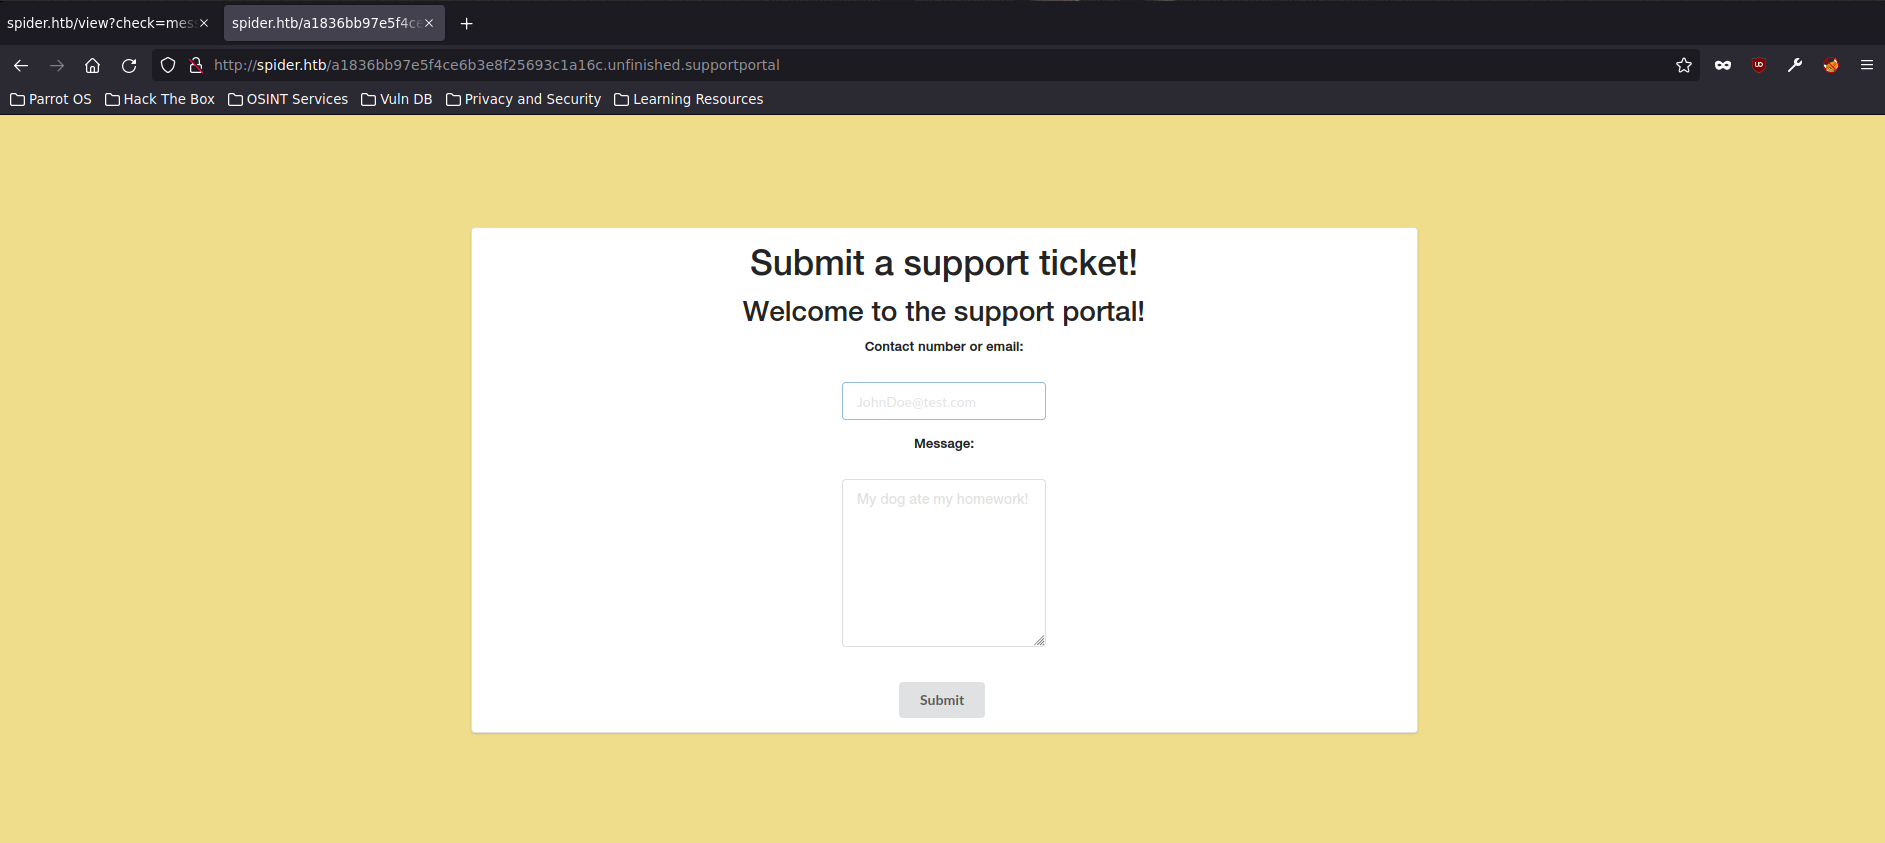 spider.htb/view?check=mes
spider.htb/a1836bb97e5f4ce
http://spider.htb/a1836bb97e5f4ce6b3e8f25693c1a16c.unfinished.supportportal
Parrot OS Hack The Box OSINT Services Vuln DB Privacy and Security Learning Resources
Submit a support ticket!
Welcome to the support portal!
Contact number or email:
JohnDoe@test.com
Message:
My dog ate my homework!
Submit